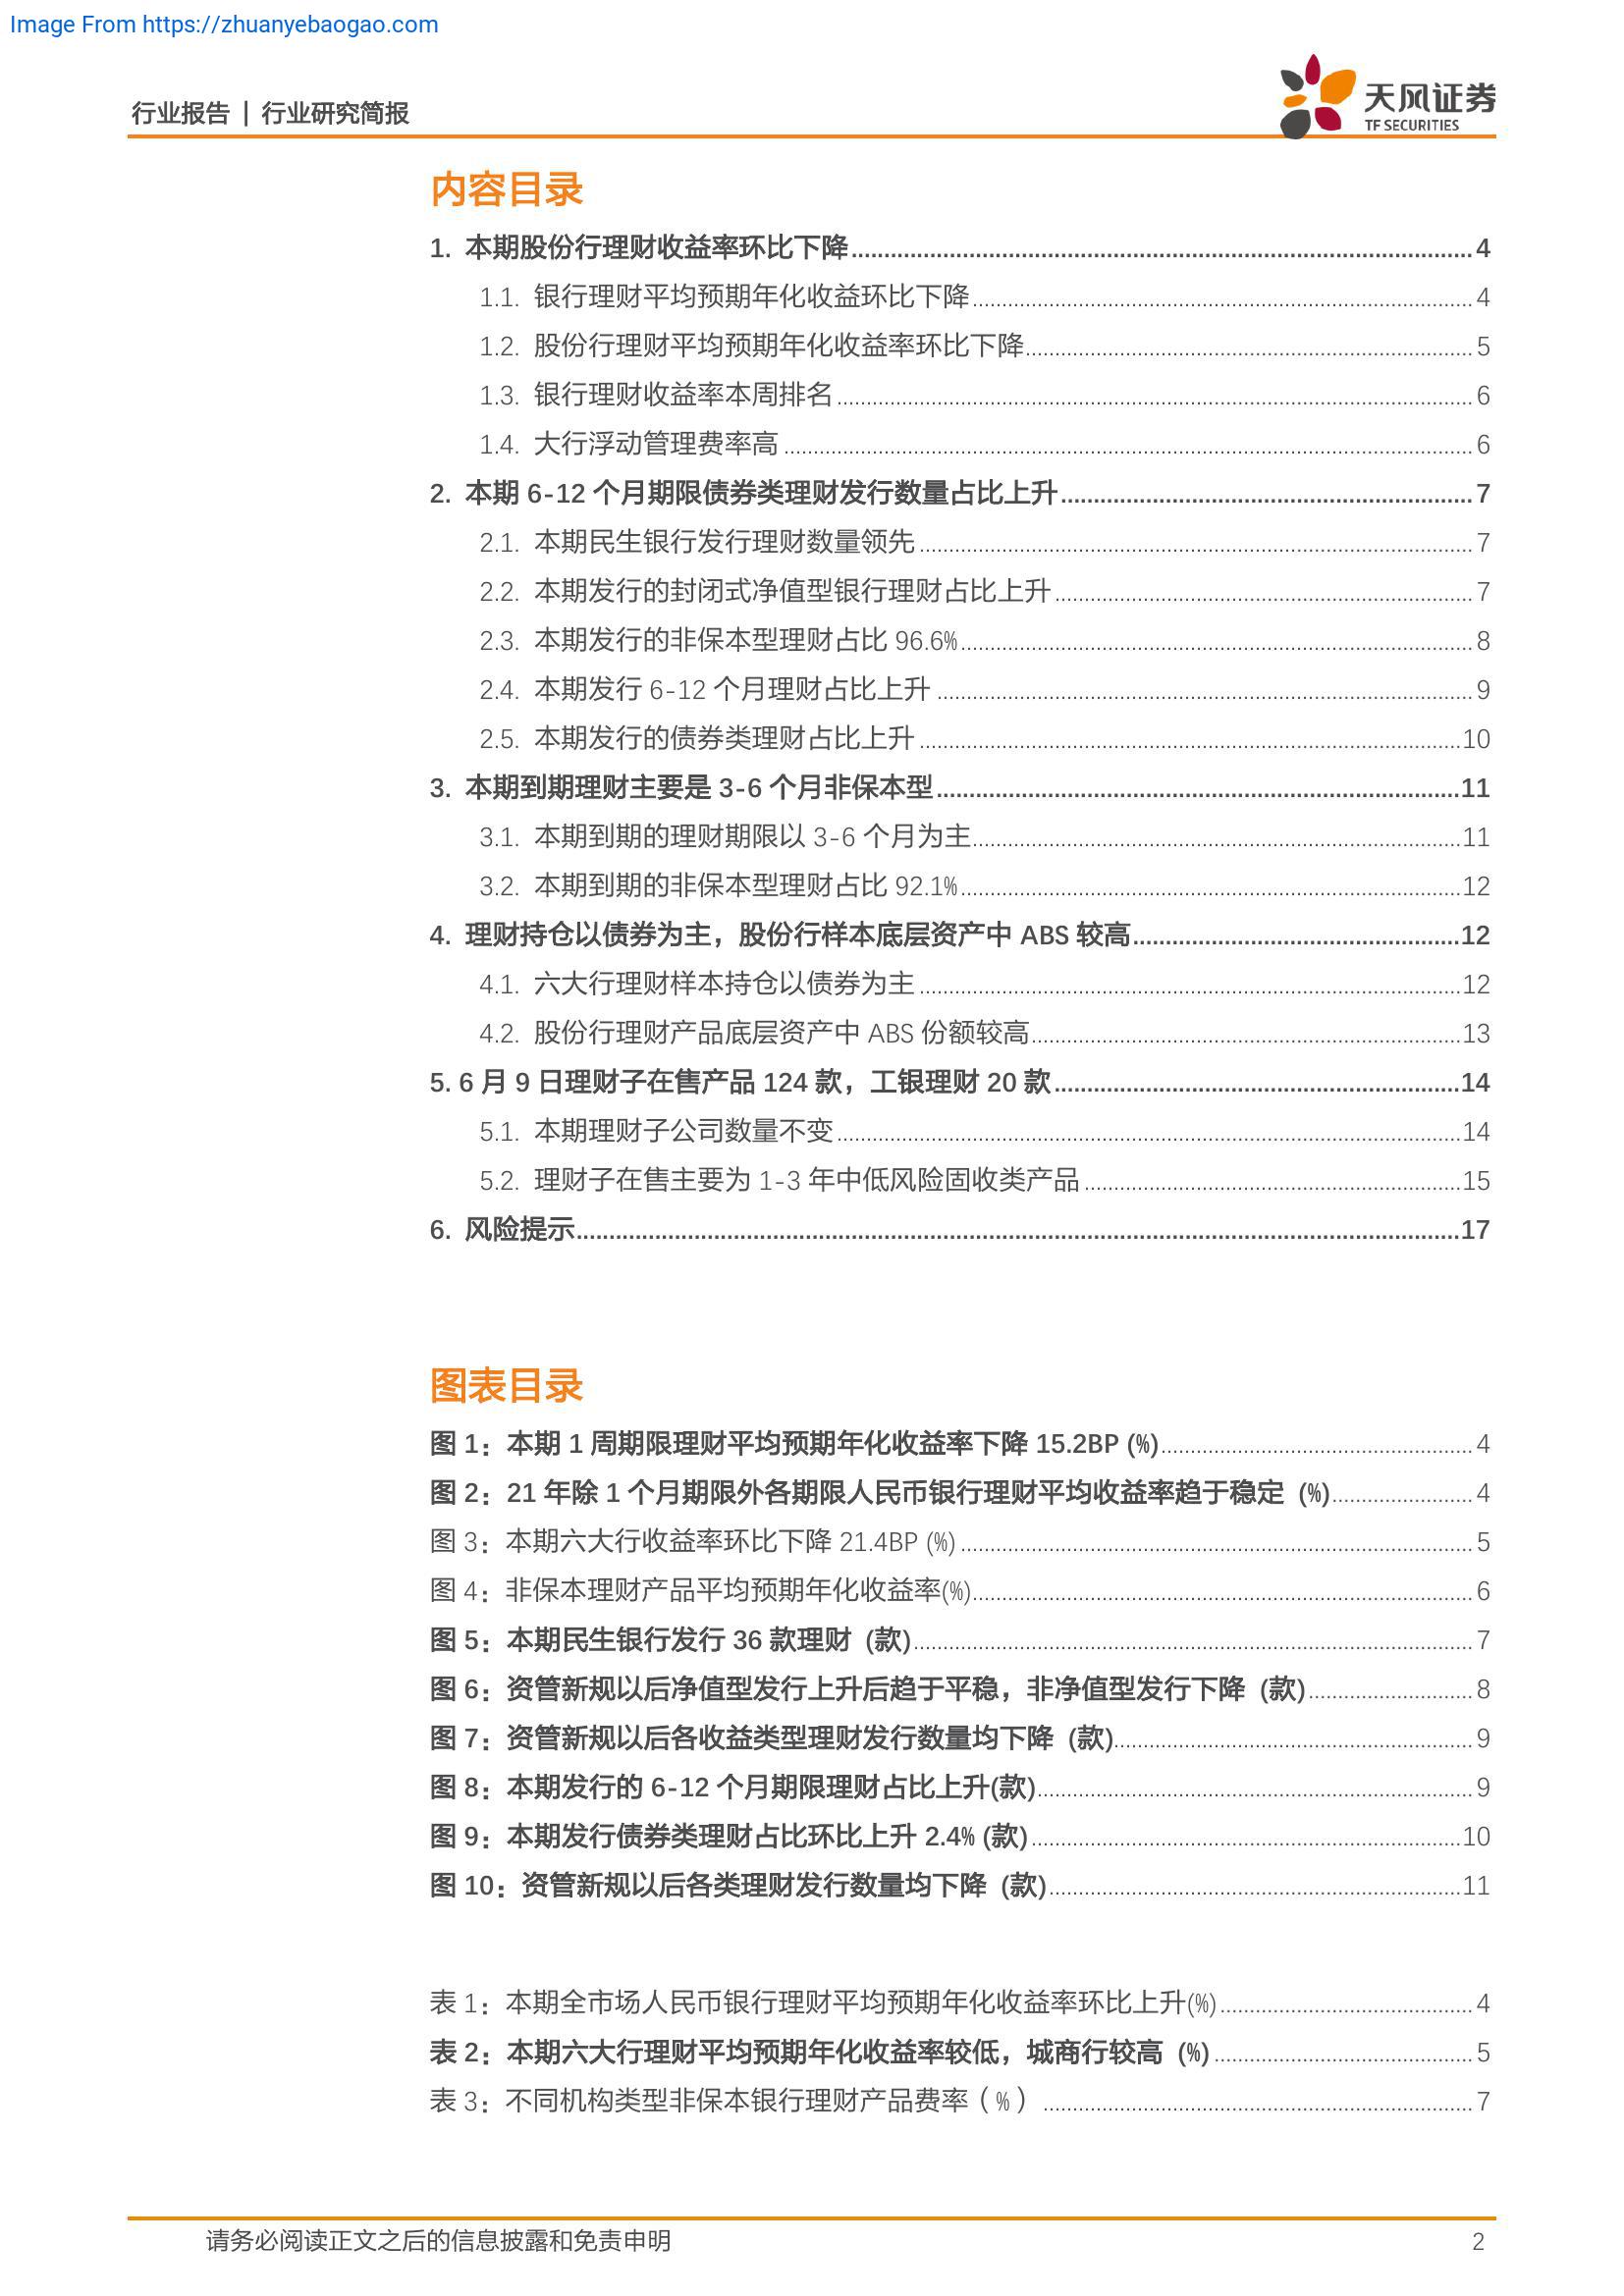 Image From https://zhuanyebaogao.com
行业报告 | 行业研究简报
天风证券
TF SECURITIES
内容目录
1. 本期股份行理财收益率环比下降 4
1.1. 银行理财平均预期年化收益环比下降 4
1.2. 股份行理财平均预期年化收益率环比下降 5
1.3. 银行理财收益率本周排名 6
1.4. 大行浮动管理费率高 6
2. 本期 6-12 个月期限债券类理财发行数量占比上升 7
2.1. 本期民生银行发行理财数量领先 7
2.2. 本期发行的封闭式净值型银行理财占比上升 7
2.3. 本期发行的非保本型理财占比 96.6% 8
2.4. 本期发行 6-12 个月理财占比上升 9
2.5. 本期发行的债券类理财占比上升 10
3. 本期到期理财主要是 3-6 个月非保本型 11
3.1. 本期到期的理财期限以 3-6 个月为主 11
3.2. 本期到期的非保本型理财占比 92.1% 12
4. 理财持仓以债券为主，股份行样本底层资产中 ABS 较高 12
4.1. 六大行理财样本持仓以债券为主 12
4.2. 股份行理财产品底层资产中 ABS 份额较高 13
5. 6 月 9 日理财子在售产品 124 款，工银理财 20 款 14
5.1. 本期理财子公司数量不变 14
5.2. 理财子在售主要为 1-3 年中低风险固收类产品 15
6. 风险提示 17
图表目录
图 1：本期 1 周期限理财平均预期年化收益率下降 15.2BP (%) 4
图 2：21 年除 1 个月期限外各期限人民币银行理财平均收益率趋于稳定 (%) 4
图 3：本期六大行收益率环比下降 21.4BP (%) 5
图 4：非保本理财产品平均预期年化收益率(%) 6
图 5：本期民生银行发行 36 款理财 (款) 7
图 6：资管新规以后净值型发行上升后趋于平稳，非净值型发行下降 (款) 8
图 7：资管新规以后各收益类型理财发行数量均下降 (款) 9
图 8：本期发行的 6-12 个月期限理财占比上升(款) 9
图 9：本期发行债券类理财占比环比上升 2.4% (款) 10
图 10：资管新规以后各类理财发行数量均下降 (款) 11
表 1：本期全市场人民币银行理财平均预期年化收益率环比上升(%) 4
表 2：本期六大行理财平均预期年化收益率较低，城商行较高 (%) 5
表 3：不同机构类型非保本银行理财产品费率（%） 7
请务必阅读正文之后的信息披露和免责申明
2